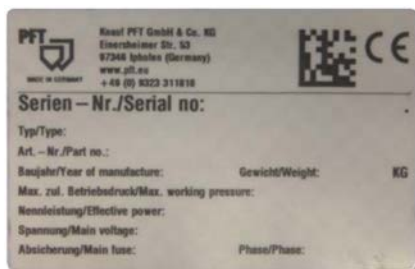 PFT
MADE IN GERMANY
Knauf PFT GmbH & Co. KG
Einersheimer Str. 53
97346 Iphofen (Germany)
www.pft.eu
+49 (0) 9323 311818
CE
Serien – Nr./Serial no:
Typ/Type:
Art. – Nr./Part no.:
Baujahr/Year of manufacture: Gewicht/Weight: KG
Max. zul. Betriebsdruck/Max. working pressure:
Nennleistung/Effective power:
Spannung/Main voltage:
Absicherung/Main fuse: Phase/Phase: